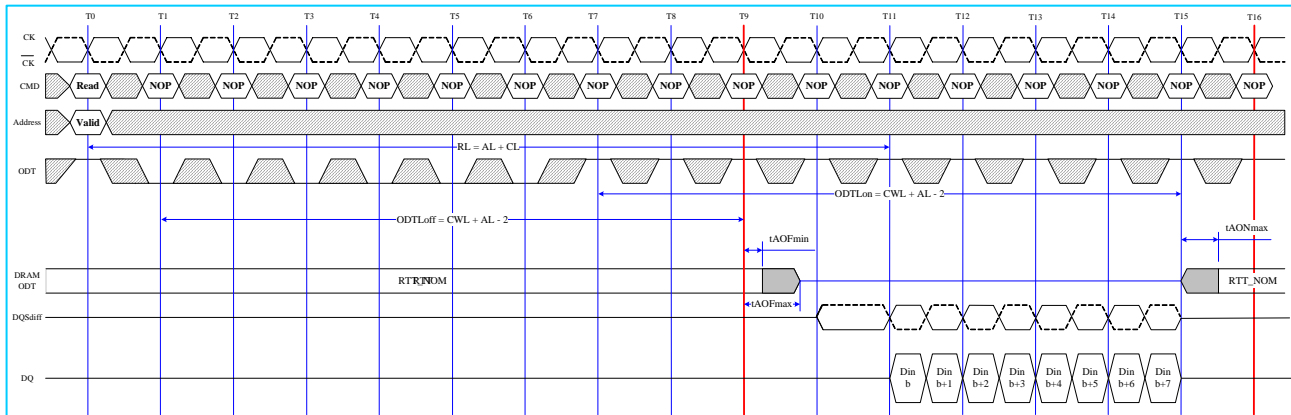 T0 T1 T2 T3 T4 T5 T6 T7 T8 T9 T10 T11 T12 T13 T14 T15 T16
CK
CK
CMD Read NOP NOP NOP NOP NOP NOP NOP NOP NOP NOP NOP NOP NOP NOP NOP NOP
Address Valid
RL = AL + CL
ODT
ODTLon = CWL + AL - 2
ODTLoff = CWL + AL - 2
tAOFmin
tAONmax
DRAM
ODT
RTT_NOM
RTT_NOM
tAOFmax
DQSdiff
DQ
Din
b
Din
b+1
Din
b+2
Din
b+3
Din
b+4
Din
b+5
Din
b+6
Din
b+7